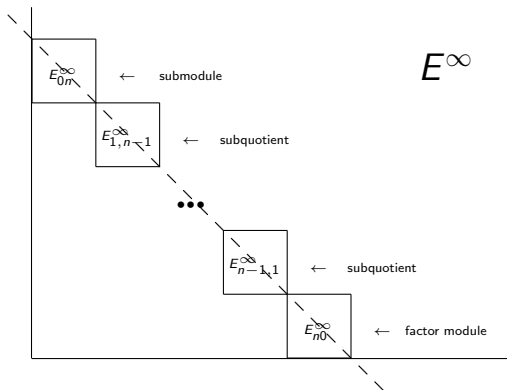 E^∞
E^∞_{0n} ← submodule
E^∞_{1,n−1} ← subquotient
•••
E^∞_{n−1,1} ← subquotient
E^∞_{n0} ← factor module